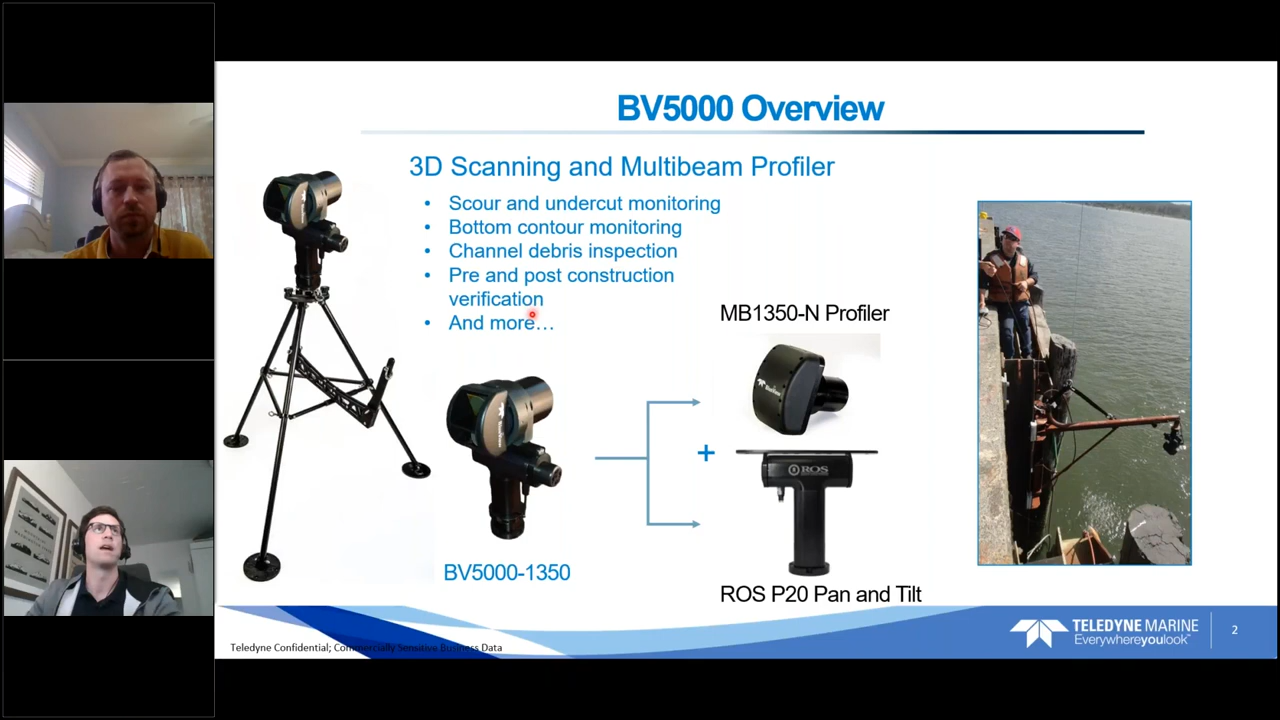 BV5000 Overview
3D Scanning and Multibeam Profiler
• Scour and undercut monitoring
• Bottom contour monitoring
• Channel debris inspection
• Pre and post construction
verification
• And more…
MB1350-N Profiler
+
ROS
BV5000-1350
ROS P20 Pan and Tilt
Teledyne Confidential; Commercially Sensitive Business Data
TELEDYNE MARINE
Everywhereyoulook™
2